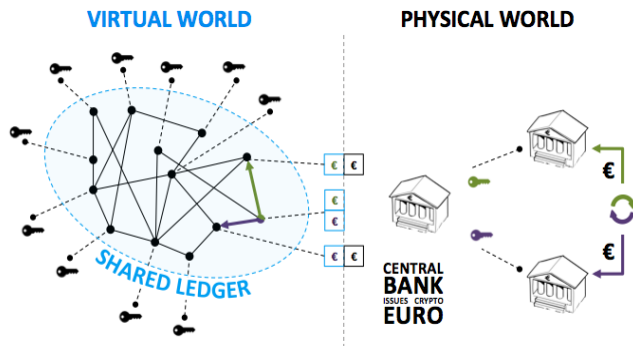 VIRTUAL WORLD
PHYSICAL WORLD
€ €
€
€
€ €
€
€
SHARED LEDGER
CENTRAL
BANK
ISSUES CRYPTO
EURO